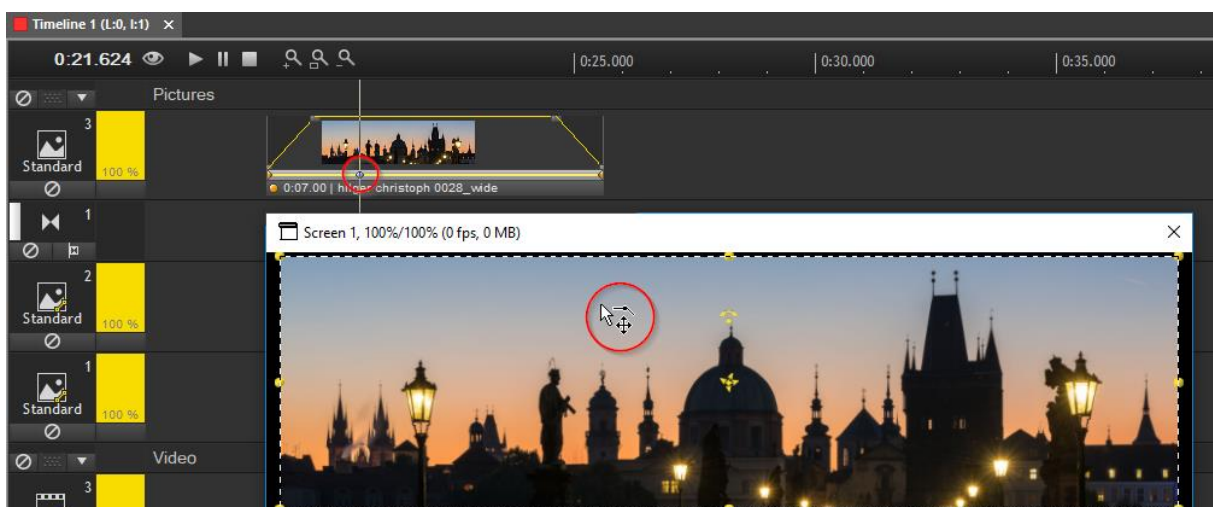 Timeline 1 (L:0, I:1)
0:21.624
0:25.000
0:30.000
0:35.000
Pictures
3
Standard
100 %
0:07.00 | hilger christoph 0028_wide
1
Screen 1, 100%/100% (0 fps, 0 MB)
2
Standard
100 %
1
Standard
100 %
Video
3